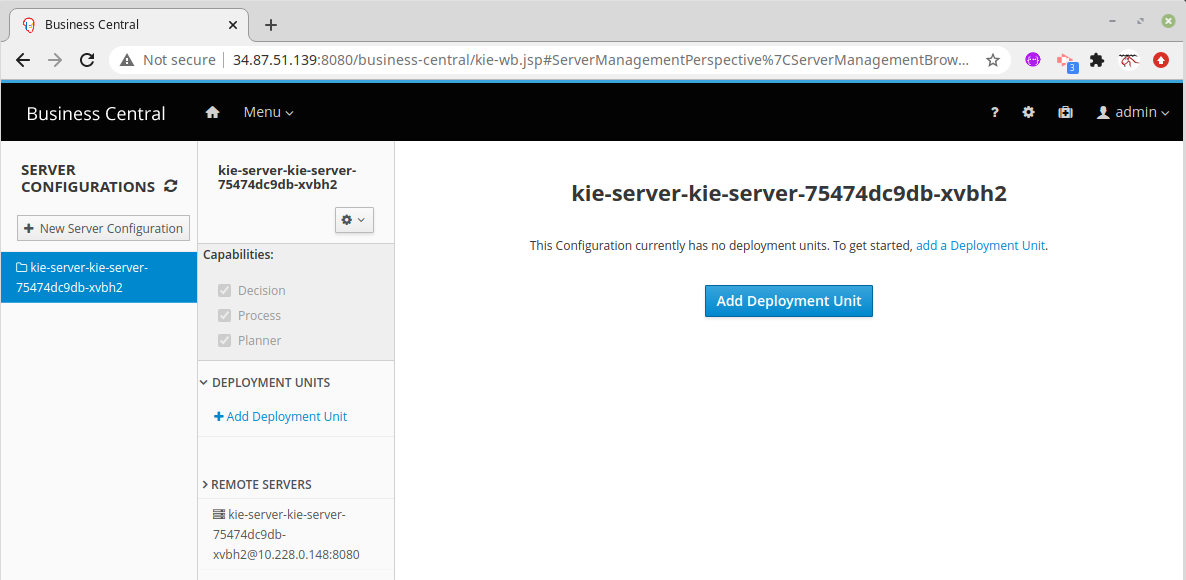 Business Central
Not secure
34.87.51.139:8080/business-central/kie-wb.jsp#ServerManagementPerspective%7CServerManagementBrow...
3
Business Central
Menu
?
admin
SERVER
CONFIGURATIONS
New Server Configuration
kie-server-kie-server-
75474dc9db-xvbh2
kie-server-kie-server-
75474dc9db-xvbh2
Capabilities:
Decision
Process
Planner
DEPLOYMENT UNITS
Add Deployment Unit
REMOTE SERVERS
kie-server-kie-server-
75474dc9db-
xvbh2@10.228.0.148:8080
kie-server-kie-server-75474dc9db-xvbh2
This Configuration currently has no deployment units. To get started, add a Deployment Unit.
Add Deployment Unit